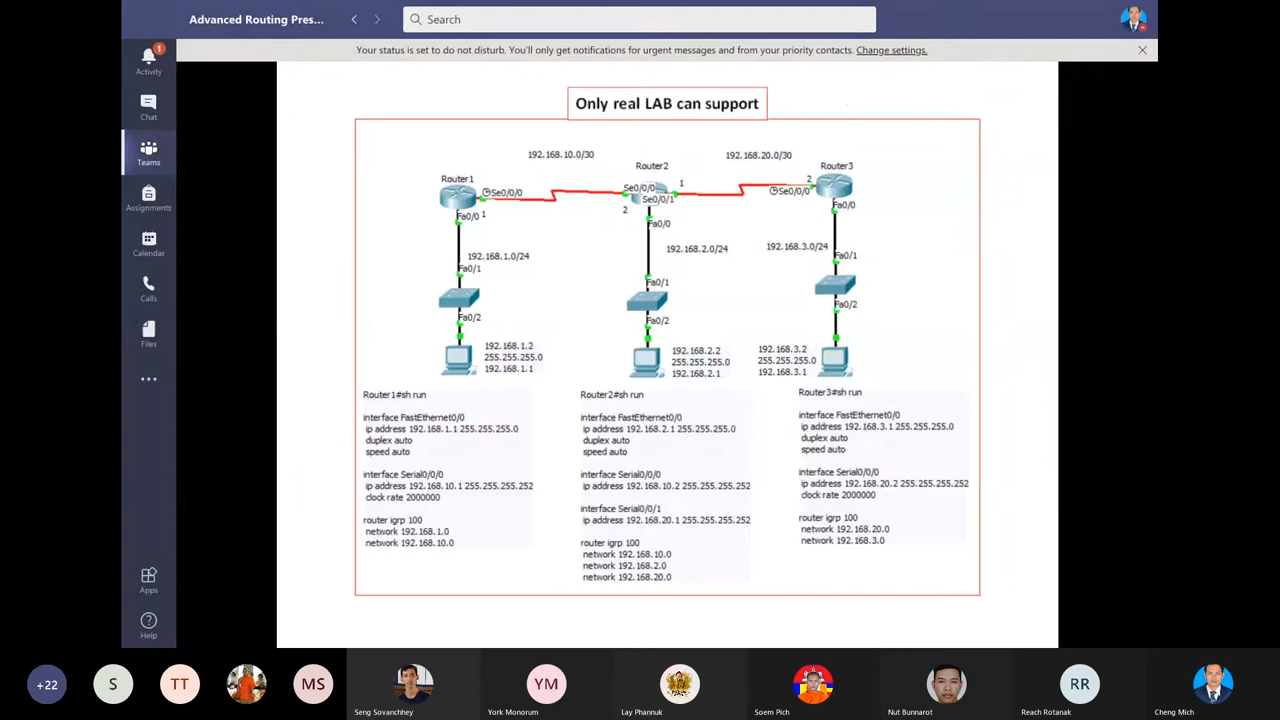 Advanced Routing Pres...
Search
Your status is set to do not disturb. You'll only get notifications for urgent messages and from your priority contacts. Change settings.
1
Activity
Chat
Teams
Assignments
Calendar
Calls
Files
Apps
Help
Only real LAB can support
192.168.10.0/30
192.168.20.0/30
Router1
Router2
Router3
Se0/0/0
Se0/0/0
1
Se0/0/1
2
Se0/0/0
Fa0/0
1
2
Fa0/0
Fa0/0
192.168.1.0/24
192.168.2.0/24
192.168.3.0/24
Fa0/1
Fa0/1
Fa0/1
Fa0/2
Fa0/2
Fa0/2
192.168.1.2
255.255.255.0
192.168.1.1
192.168.2.2
255.255.255.0
192.168.2.1
192.168.3.2
255.255.255.0
192.168.3.1
Router1#sh run
interface FastEthernet0/0
ip address 192.168.1.1 255.255.255.0
duplex auto
speed auto
interface Serial0/0/0
ip address 192.168.10.1 255.255.255.252
clock rate 2000000
router igrp 100
network 192.168.1.0
network 192.168.10.0
Router2#sh run
interface FastEthernet0/0
ip address 192.168.2.1 255.255.255.0
duplex auto
speed auto
interface Serial0/0/0
ip address 192.168.10.2 255.255.255.252
interface Serial0/0/1
ip address 192.168.20.1 255.255.255.252
router igrp 100
network 192.168.10.0
network 192.168.2.0
network 192.168.20.0
Router3#sh run
interface FastEthernet0/0
ip address 192.168.3.1 255.255.255.0
duplex auto
speed auto
interface Serial0/0/0
ip address 192.168.20.2 255.255.255.252
clock rate 2000000
router igrp 100
network 192.168.20.0
network 192.168.3.0
+22
S
TT
MS
Seng Sovanchhey
YM
York Monorum
Lay Phannuk
Soem Pich
Nut Bunnarot
RR
Reach Rotanak
Cheng Mich